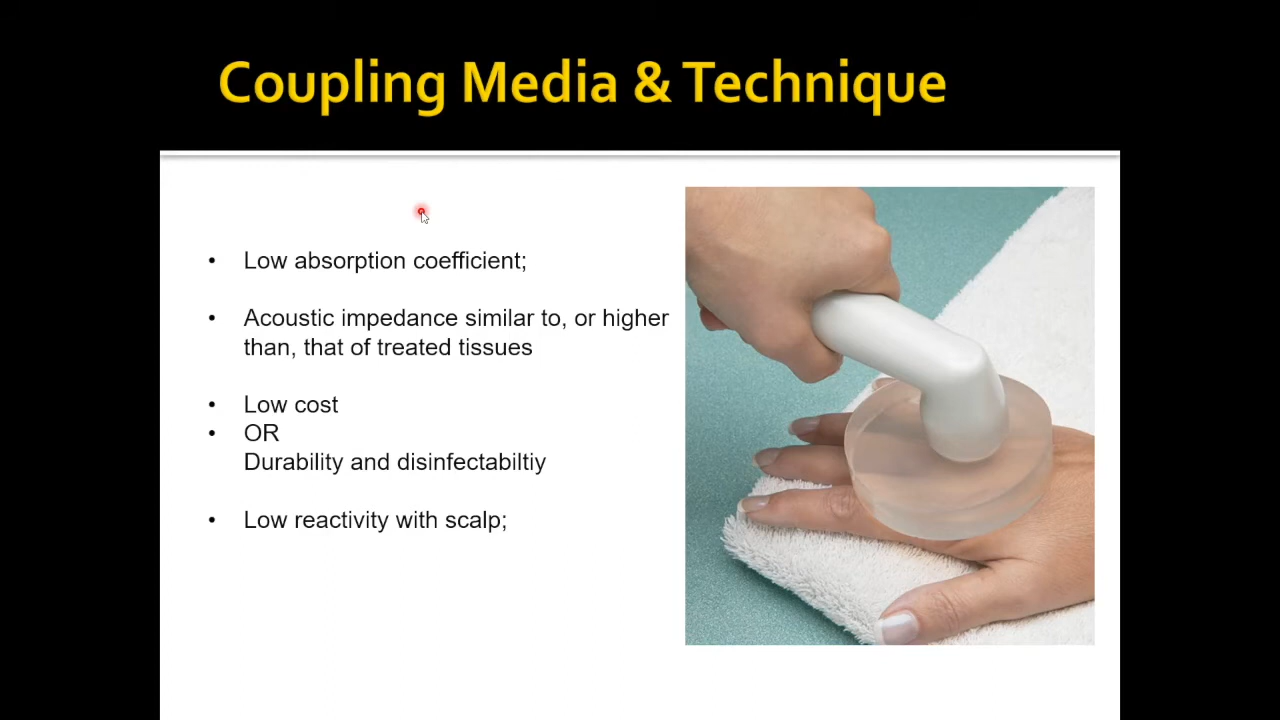 Coupling Media & Technique
• Low absorption coefficient;
• Acoustic impedance similar to, or higher
than, that of treated tissues
• Low cost
• OR
Durability and disinfectabiltiy
• Low reactivity with scalp;